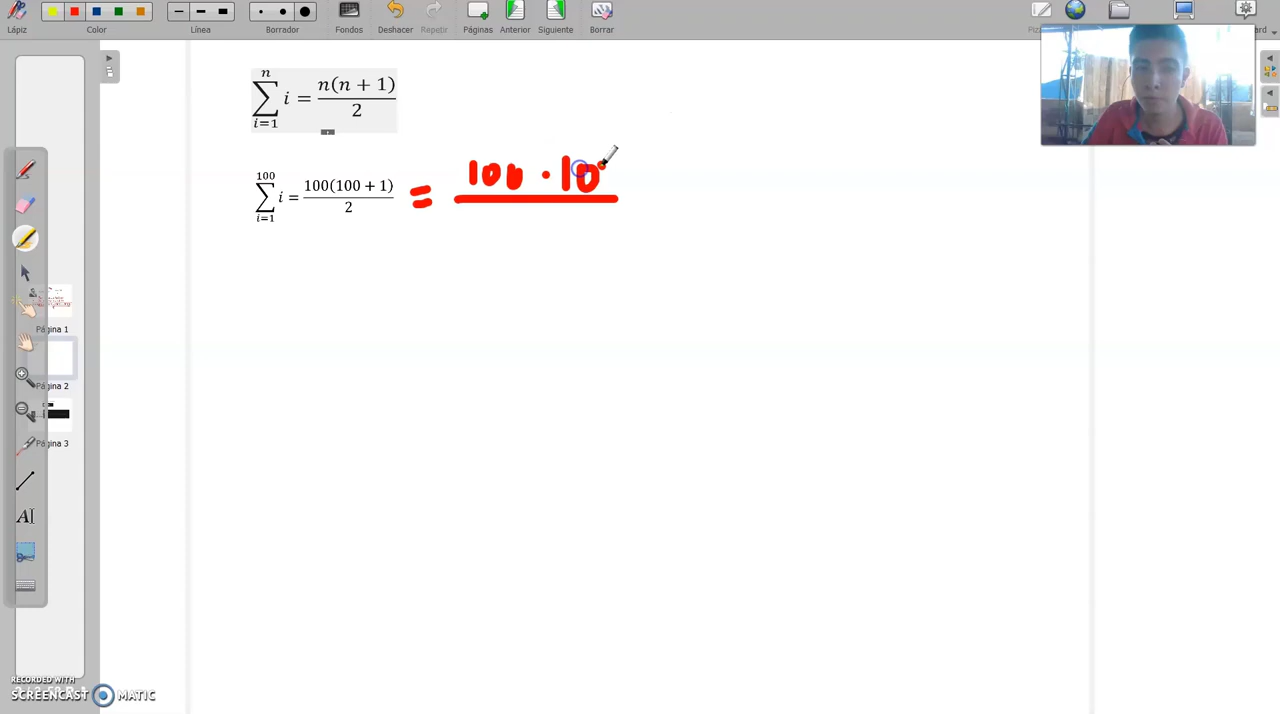 Lápiz Color Línea Borrador Fondos Deshacer Repetir Páginas Anterior Siguiente Borrar
n
∑ i = n(n + 1) / 2
i=1
100
∑ i = 100(100 + 1) / 2 = 100 · 10
i=1
Página 1
Página 2
Página 3
RECORDED WITH
SCREENCAST MATIC